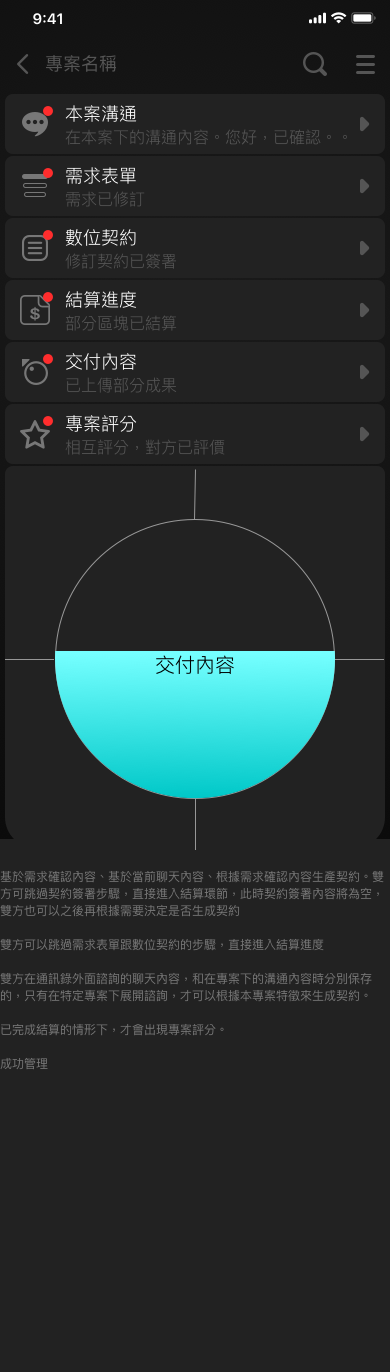 9:41
專案名稱
本案溝通
在本案下的溝通內容。您好，已確認。。
需求表單
需求已修訂
數位契約
修訂契約已簽署
結算進度
部分區塊已結算
$
交付內容
已上傳部分成果
專案評分
相互評分，對方已評價
交付內容
基於需求確認內容、基於當前聊天內容、根據需求確認內容生產契約。雙
方可跳過契約簽署步驟，直接進入結算環節，此時契約簽署內容將為空，
雙方也可以之後再根據需要決定是否生成契約
雙方可以跳過需求表單跟數位契約的步驟，直接進入結算進度
雙方在通訊錄外面諮詢的聊天內容，和在專案下的溝通內容時分別保存
的，只有在特定專案下展開諮詢，才可以根據本專案特徵來生成契約。
已完成結算的情形下，才會出現專案評分。
成功管理